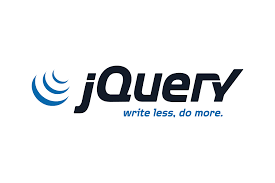 jQuery
write less, do more.